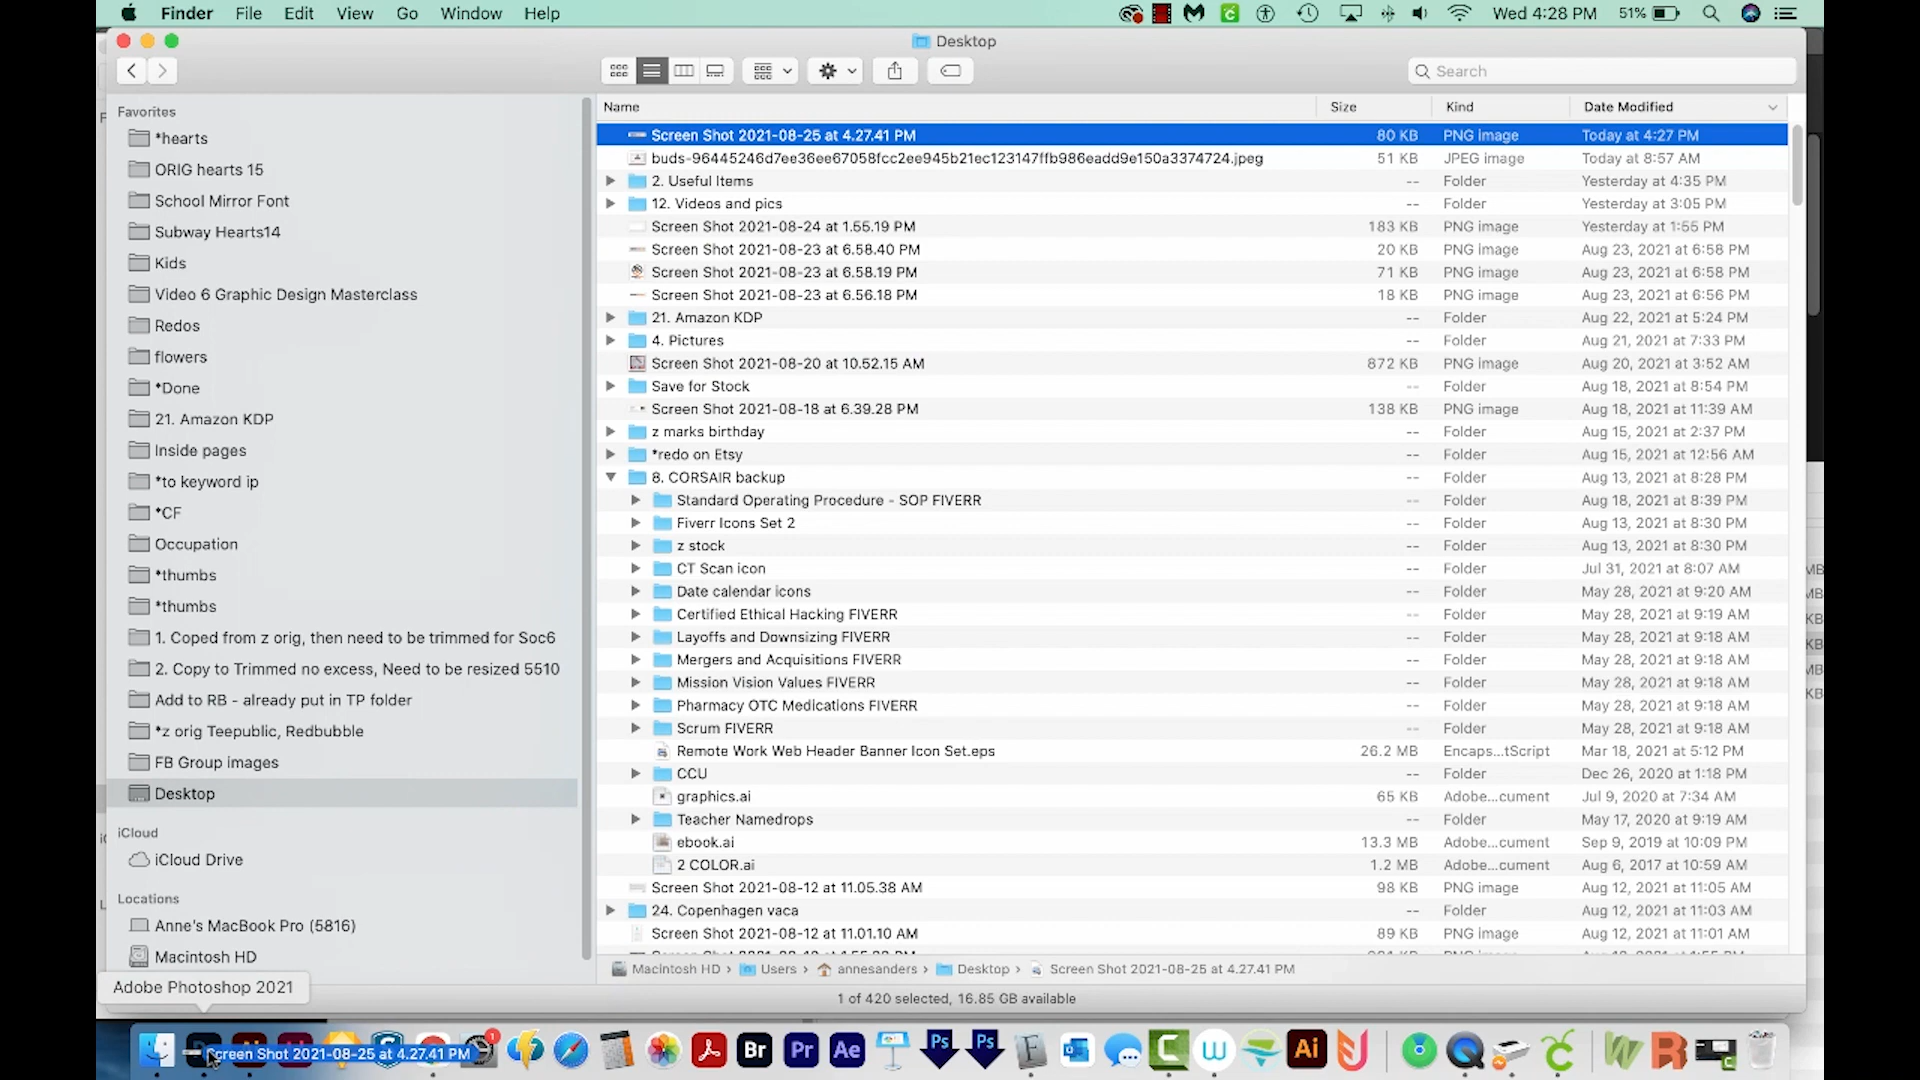 Finder File Edit View Go Window Help Wed 4:28 PM 51%
Desktop
Search
Favorites
*hearts
ORIG hearts 15
School Mirror Font
Subway Hearts14
Kids
Video 6 Graphic Design Masterclass
Redos
flowers
*Done
21. Amazon KDP
Inside pages
*to keyword ip
*CF
Occupation
*thumbs
*thumbs
1. Coped from z orig, then need to be trimmed for Soc6
2. Copy to Trimmed no excess, Need to be resized 5510
Add to RB - already put in TP folder
*z orig Teepublic, Redbubble
FB Group images
Desktop
iCloud
iCloud Drive
Locations
Anne's MacBook Pro (5816)
Macintosh HD
Name Size Kind Date Modified
Screen Shot 2021-08-25 at 4.27.41 PM 80 KB PNG image Today at 4:27 PM
buds-96445246d7ee36ee67058fcc2ee945b21ec123147ffb986eadd9e150a3374724.jpeg 51 KB JPEG image Today at 8:57 AM
2. Useful Items -- Folder Yesterday at 4:35 PM
12. Videos and pics -- Folder Yesterday at 3:05 PM
Screen Shot 2021-08-24 at 1.55.19 PM 183 KB PNG image Yesterday at 1:55 PM
Screen Shot 2021-08-23 at 6.58.40 PM 20 KB PNG image Aug 23, 2021 at 6:58 PM
Screen Shot 2021-08-23 at 6.58.19 PM 71 KB PNG image Aug 23, 2021 at 6:58 PM
Screen Shot 2021-08-23 at 6.56.18 PM 18 KB PNG image Aug 23, 2021 at 6:56 PM
21. Amazon KDP -- Folder Aug 22, 2021 at 5:24 PM
4. Pictures -- Folder Aug 21, 2021 at 7:33 PM
Screen Shot 2021-08-20 at 10.52.15 AM 872 KB PNG image Aug 20, 2021 at 3:52 AM
Save for Stock -- Folder Aug 18, 2021 at 8:54 PM
Screen Shot 2021-08-18 at 6.39.28 PM 138 KB PNG image Aug 18, 2021 at 11:39 AM
z marks birthday -- Folder Aug 15, 2021 at 2:37 PM
*redo on Etsy -- Folder Aug 15, 2021 at 12:56 AM
8. CORSAIR backup -- Folder Aug 13, 2021 at 8:28 PM
Standard Operating Procedure - SOP FIVERR -- Folder Aug 18, 2021 at 8:39 PM
Fiverr Icons Set 2 -- Folder Aug 13, 2021 at 8:30 PM
z stock -- Folder Aug 13, 2021 at 8:30 PM
CT Scan icon -- Folder Jul 31, 2021 at 8:07 AM
Date calendar icons -- Folder May 28, 2021 at 9:20 AM
Certified Ethical Hacking FIVERR -- Folder May 28, 2021 at 9:19 AM
Layoffs and Downsizing FIVERR -- Folder May 28, 2021 at 9:18 AM
Mergers and Acquisitions FIVERR -- Folder May 28, 2021 at 9:18 AM
Mission Vision Values FIVERR -- Folder May 28, 2021 at 9:18 AM
Pharmacy OTC Medications FIVERR -- Folder May 28, 2021 at 9:18 AM
Scrum FIVERR -- Folder May 28, 2021 at 9:18 AM
Remote Work Web Header Banner Icon Set.eps 26.2 MB Encaps...tScript Mar 18, 2021 at 5:12 PM
CCU -- Folder Dec 26, 2020 at 1:18 PM
graphics.ai 65 KB Adobe...cument Jul 9, 2020 at 7:34 AM
Teacher Namedrops -- Folder May 17, 2020 at 9:19 AM
ebook.ai 13.3 MB Adobe...cument Sep 9, 2019 at 10:09 PM
2 COLOR.ai 1.2 MB Adobe...cument Aug 6, 2017 at 10:59 AM
Screen Shot 2021-08-12 at 11.05.38 AM 98 KB PNG image Aug 12, 2021 at 11:05 AM
24. Copenhagen vaca -- Folder Aug 12, 2021 at 11:03 AM
Screen Shot 2021-08-12 at 11.01.10 AM 89 KB PNG image Aug 12, 2021 at 11:01 AM
Macintosh HD › Users › annesanders › Desktop › Screen Shot 2021-08-25 at 4.27.41 PM
Adobe Photoshop 2021
1 of 420 selected, 16.85 GB available
creen Shot 2021-08-25 at 4.27.41 PM
1 Br Pr Ae Ps Ps Ai